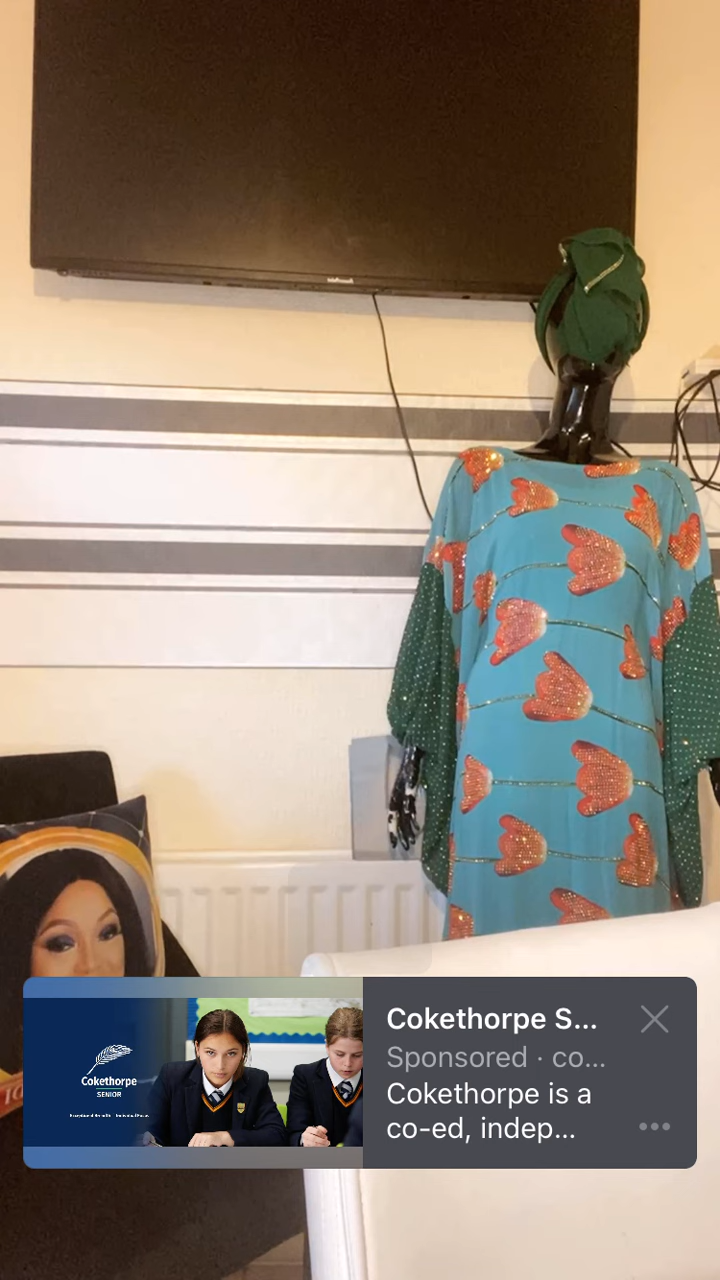 Cokethorpe
SENIOR
Cokethorpe S...
Sponsored · co...
Cokethorpe is a
co-ed, indep...